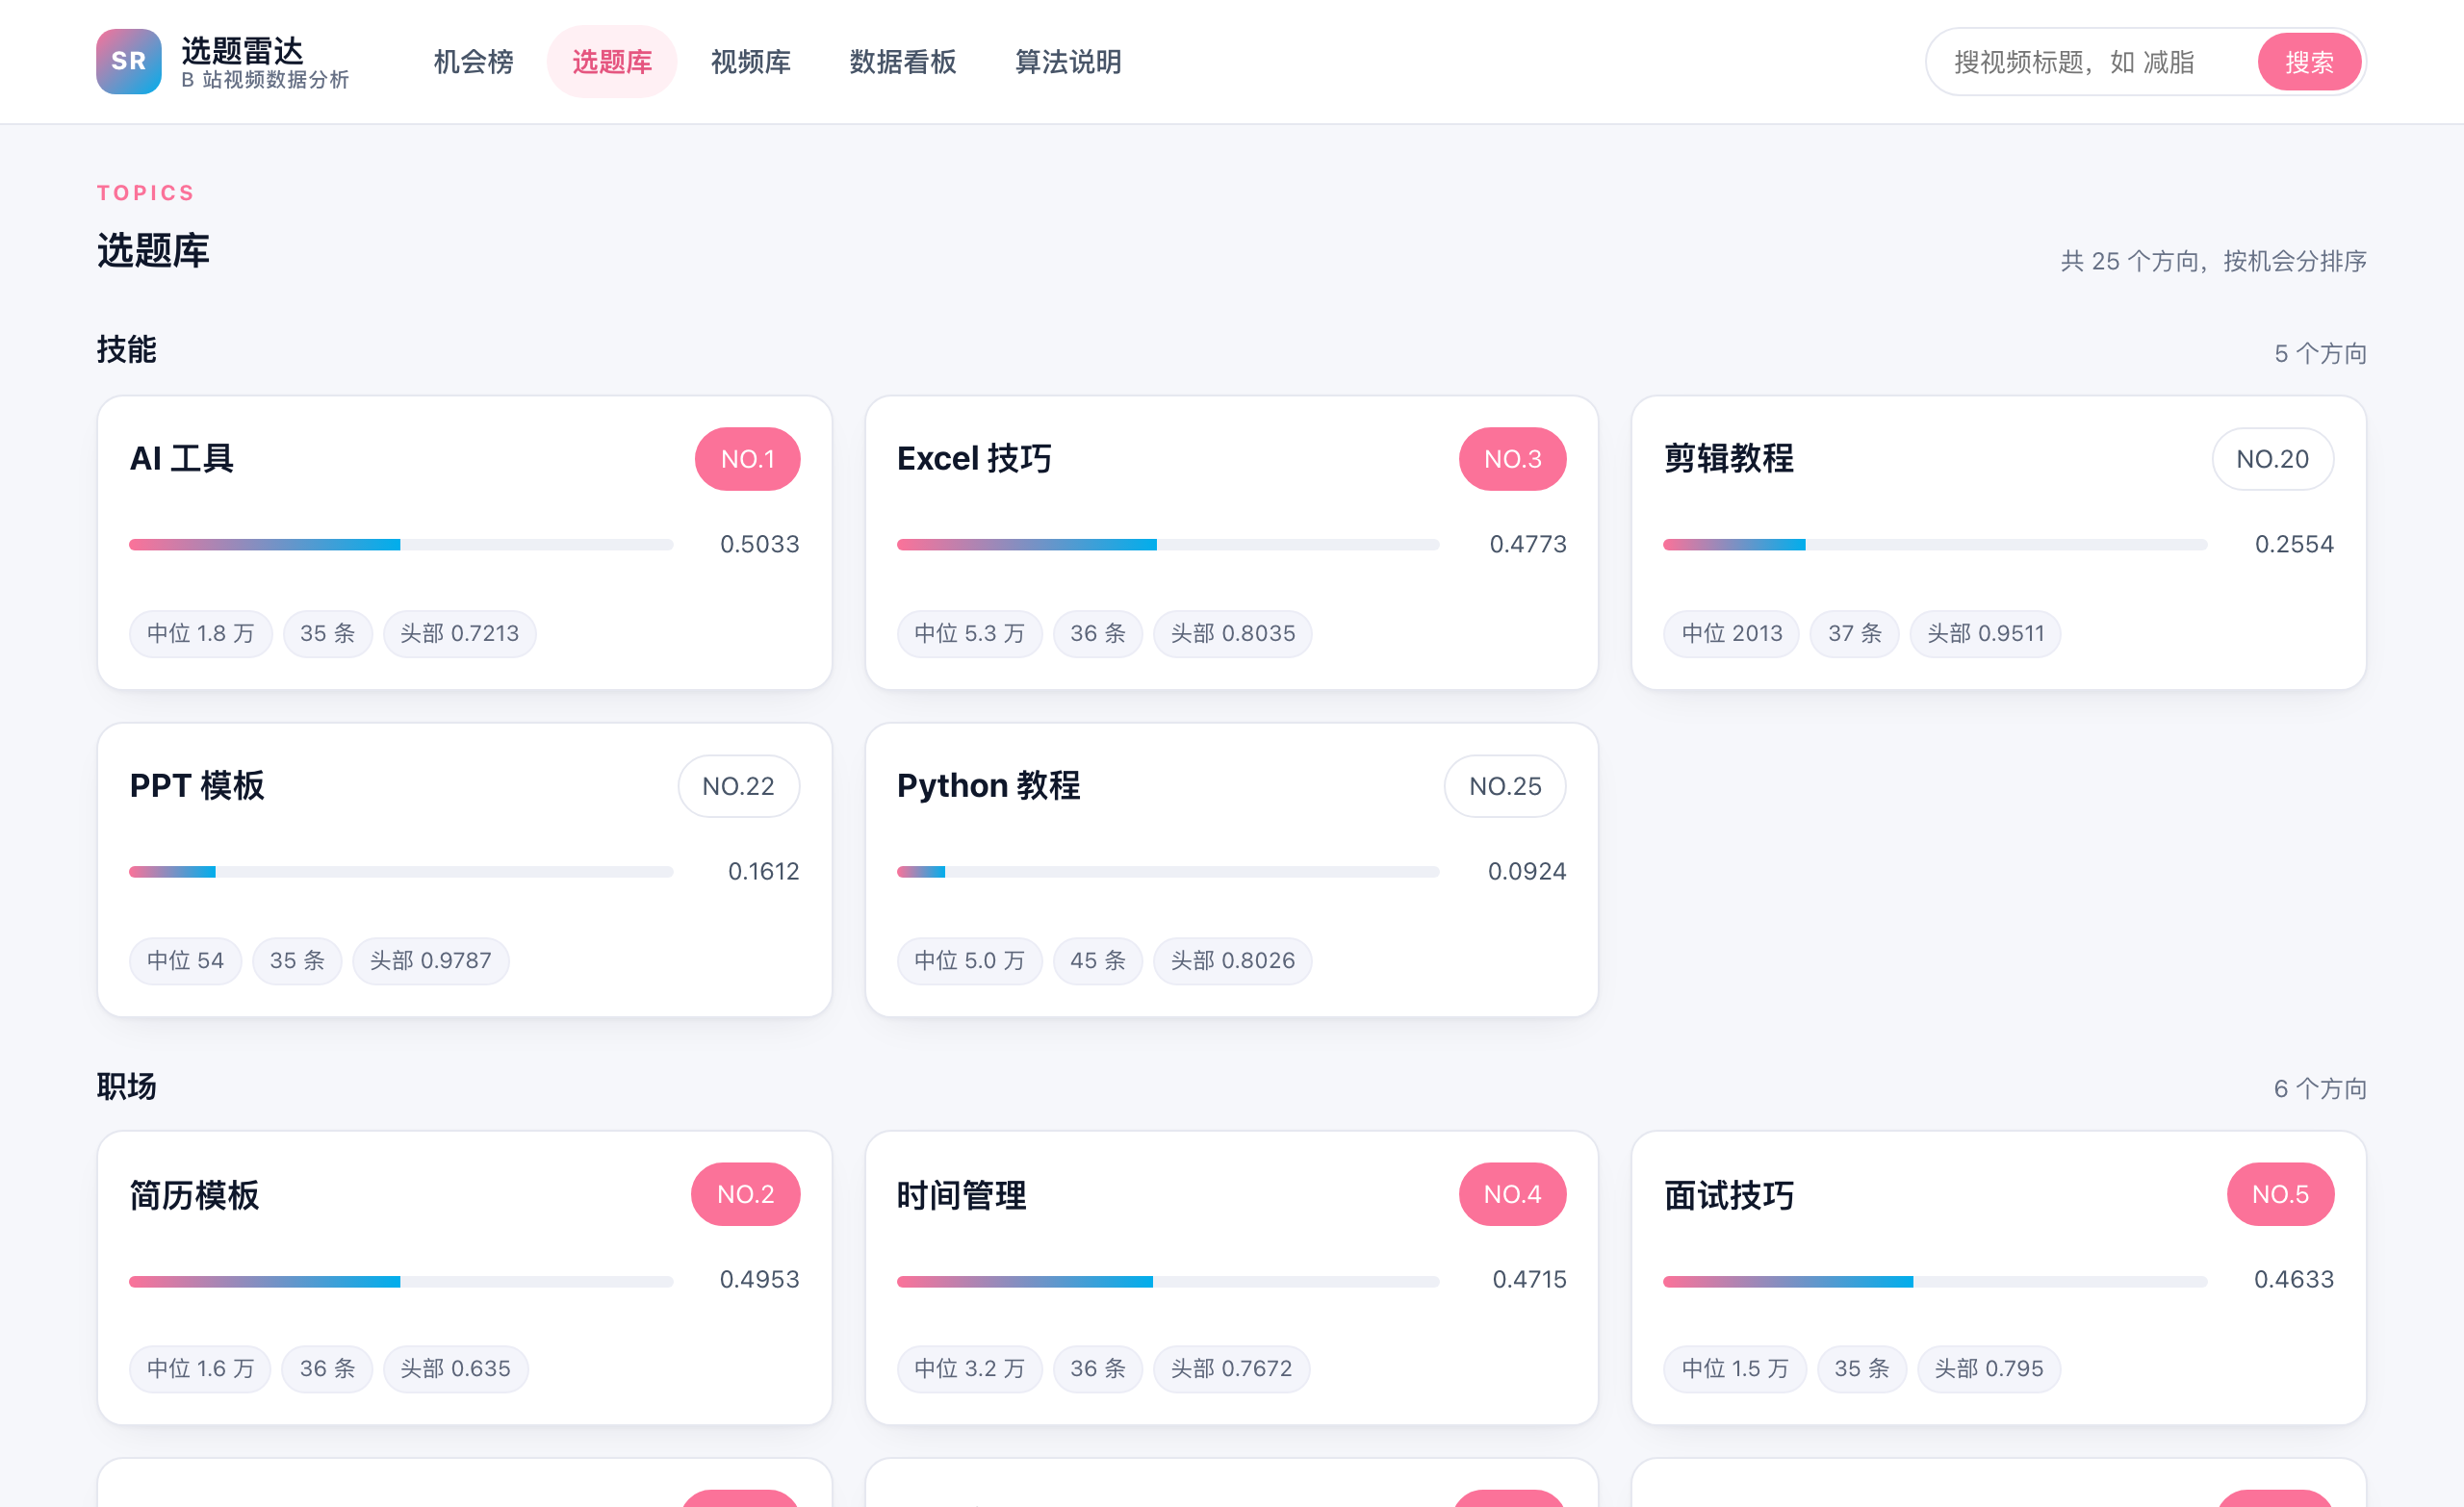 SR
选题雷达
B 站视频数据分析
机会榜 选题库 视频库 数据看板 算法说明
搜视频标题，如 减脂 搜索
TOPICS
选题库
共 25 个方向，按机会分排序
技能
5 个方向
AI 工具 NO.1
0.5033
中位 1.8 万 35 条 头部 0.7213
Excel 技巧 NO.3
0.4773
中位 5.3 万 36 条 头部 0.8035
剪辑教程 NO.20
0.2554
中位 2013 37 条 头部 0.9511
PPT 模板 NO.22
0.1612
中位 54 35 条 头部 0.9787
Python 教程 NO.25
0.0924
中位 5.0 万 45 条 头部 0.8026
职场
6 个方向
简历模板 NO.2
0.4953
中位 1.6 万 36 条 头部 0.635
时间管理 NO.4
0.4715
中位 3.2 万 36 条 头部 0.7672
面试技巧 NO.5
0.4633
中位 1.5 万 35 条 头部 0.795